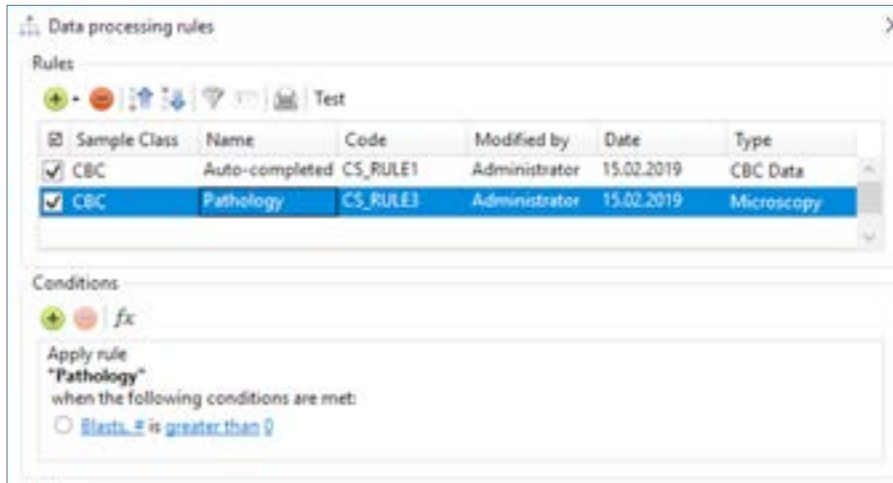 Data processing rules
Rules
Test
Sample Class Name Code Modified by Date Type
CBC Auto-completed CS_RULE1 Administrator 15.02.2019 CBC Data
CBC Pathology CS_RULE3 Administrator 15.02.2019 Microscopy
Conditions
fx
Apply rule
"Pathology"
when the following conditions are met:
Blasts, # is greater than 0